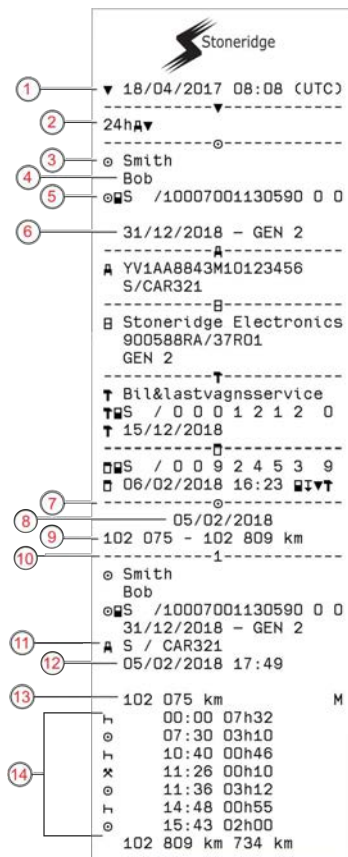 Stoneridge
1 ▼ 18/04/2017 08:08 (UTC)
2 24h▼
3 Smith
4 Bob
5 S /10007001130590 0 0
6 31/12/2018 - GEN 2
YV1AA8843M10123456
S/CAR321
Stoneridge Electronics
900588RA/37R01
GEN 2
Bil&lastvagnsservice
S / 0 0 0 1 2 1 2 0
15/12/2018
S / 0 0 9 2 4 5 3 9
06/02/2018 16:23
7
8 05/02/2018
9 102 075 - 102 809 km
10 1
Smith
Bob
S /10007001130590 0 0
31/12/2018 - GEN 2
11 S / CAR321
12 05/02/2018 17:49
13 102 075 km M
14
00:00 07h32
07:30 03h10
10:40 00h46
11:26 00h10
11:36 03h12
14:48 00h55
15:43 02h00
102 809 km 734 km